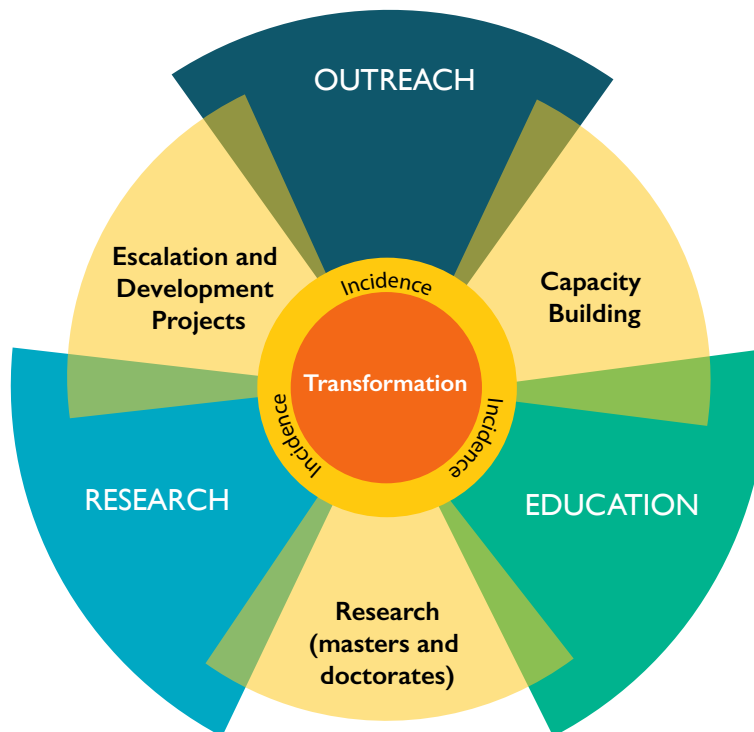 OUTREACH
Escalation and
Development
Projects
Capacity
Building
Incidence
Transformation
Incidence
Incidence
RESEARCH
EDUCATION
Research
(masters and
doctorates)